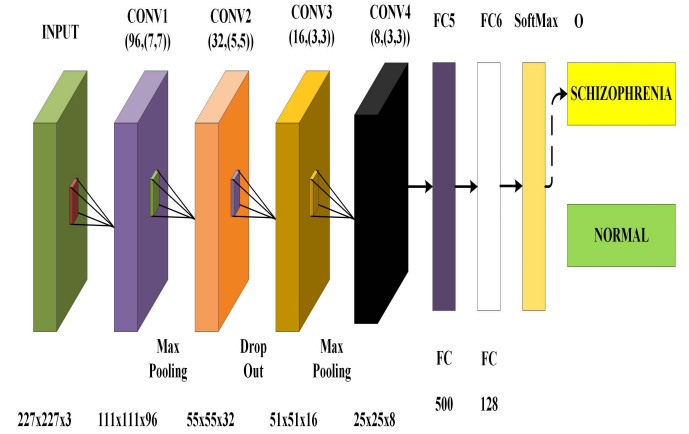 INPUT
CONV1
(96,(7,7))
CONV2
(32,(5,5))
CONV3
(16,(3,3))
CONV4
(8,(3,3))
FC5
FC6
SoftMax
O
SCHIZOPHRENIA
NORMAL
Max
Pooling
Drop
Out
Max
Pooling
FC
500
FC
128
227x227x3
111x111x96
55x55x32
51x51x16
25x25x8